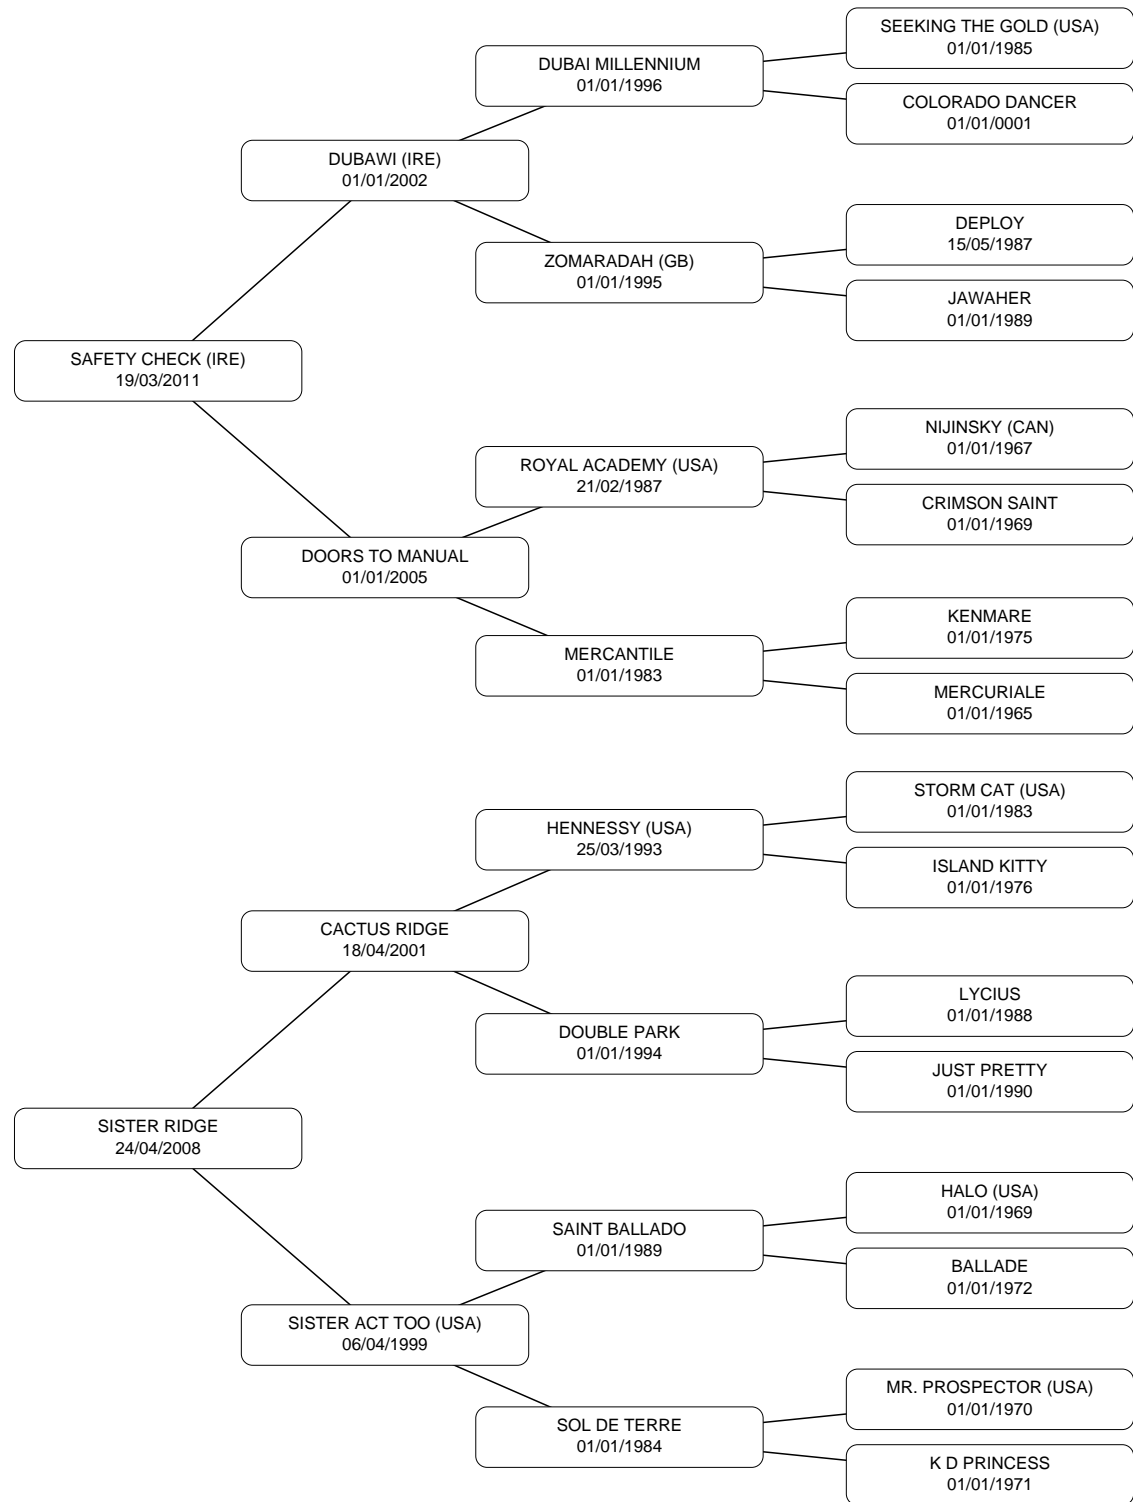 SEEKING THE GOLD (USA)
01/01/1985
DUBAI MILLENNIUM
01/01/1996
COLORADO DANCER
01/01/0001
DUBAWI (IRE)
01/01/2002
DEPLOY
15/05/1987
ZOMARADAH (GB)
01/01/1995
JAWAHER
01/01/1989
SAFETY CHECK (IRE)
19/03/2011
NIJINSKY (CAN)
01/01/1967
ROYAL ACADEMY (USA)
21/02/1987
CRIMSON SAINT
01/01/1969
DOORS TO MANUAL
01/01/2005
KENMARE
01/01/1975
MERCANTILE
01/01/1983
MERCURIALE
01/01/1965
STORM CAT (USA)
01/01/1983
HENNESSY (USA)
25/03/1993
ISLAND KITTY
01/01/1976
CACTUS RIDGE
18/04/2001
LYCIUS
01/01/1988
DOUBLE PARK
01/01/1994
JUST PRETTY
01/01/1990
SISTER RIDGE
24/04/2008
HALO (USA)
01/01/1969
SAINT BALLADO
01/01/1989
BALLADE
01/01/1972
SISTER ACT TOO (USA)
06/04/1999
MR. PROSPECTOR (USA)
01/01/1970
SOL DE TERRE
01/01/1984
K D PRINCESS
01/01/1971